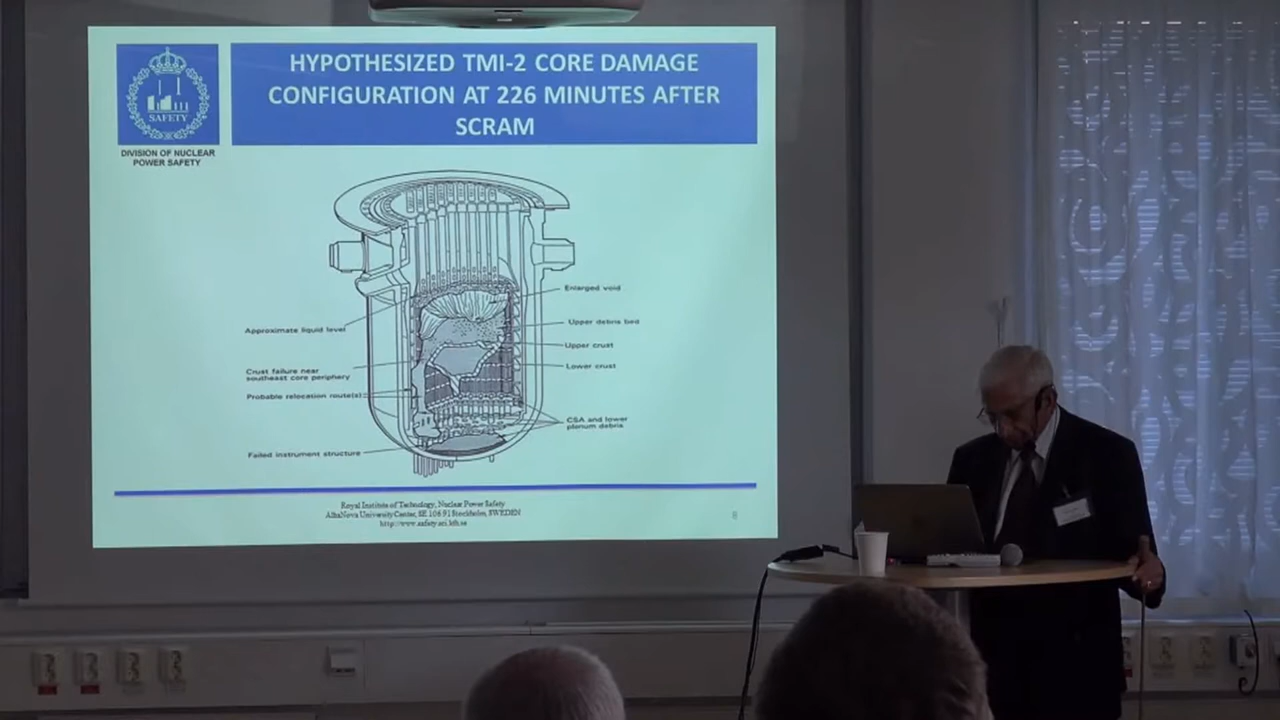 HYPOTHESIZED TMI-2 CORE DAMAGE
CONFIGURATION AT 226 MINUTES AFTER
SCRAM
SAFETY
DIVISION OF NUCLEAR
POWER SAFETY
Enlarged void
Upper debris bed
Approximate liquid level
Upper crust
Lower crust
Crust failure near
southeast core periphery
Probable relocation route(s)
CSA and lower
plenum debris
Failed instrument structure
Royal Institute of Technology, Nuclear Power Safety
AlbaNova University Center, SE 106 91 Stockholm, SWEDEN
http://www.safety.sci.kth.se
8